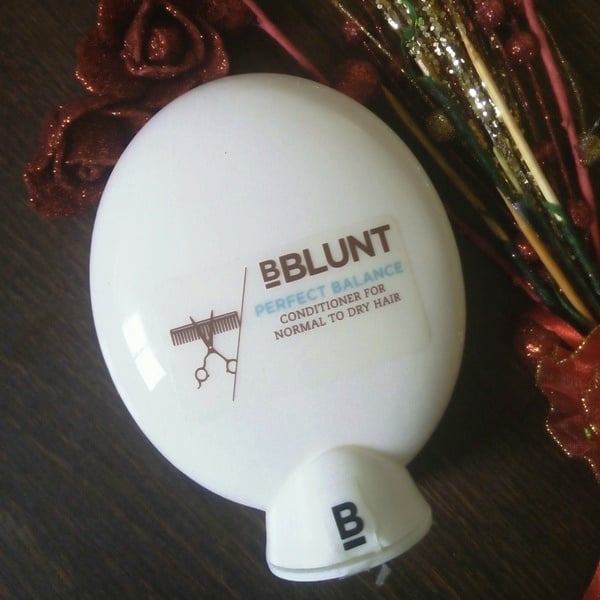 BBLUNT
PERFECT BALANCE
CONDITIONER FOR
NORMAL TO DRY HAIR
B